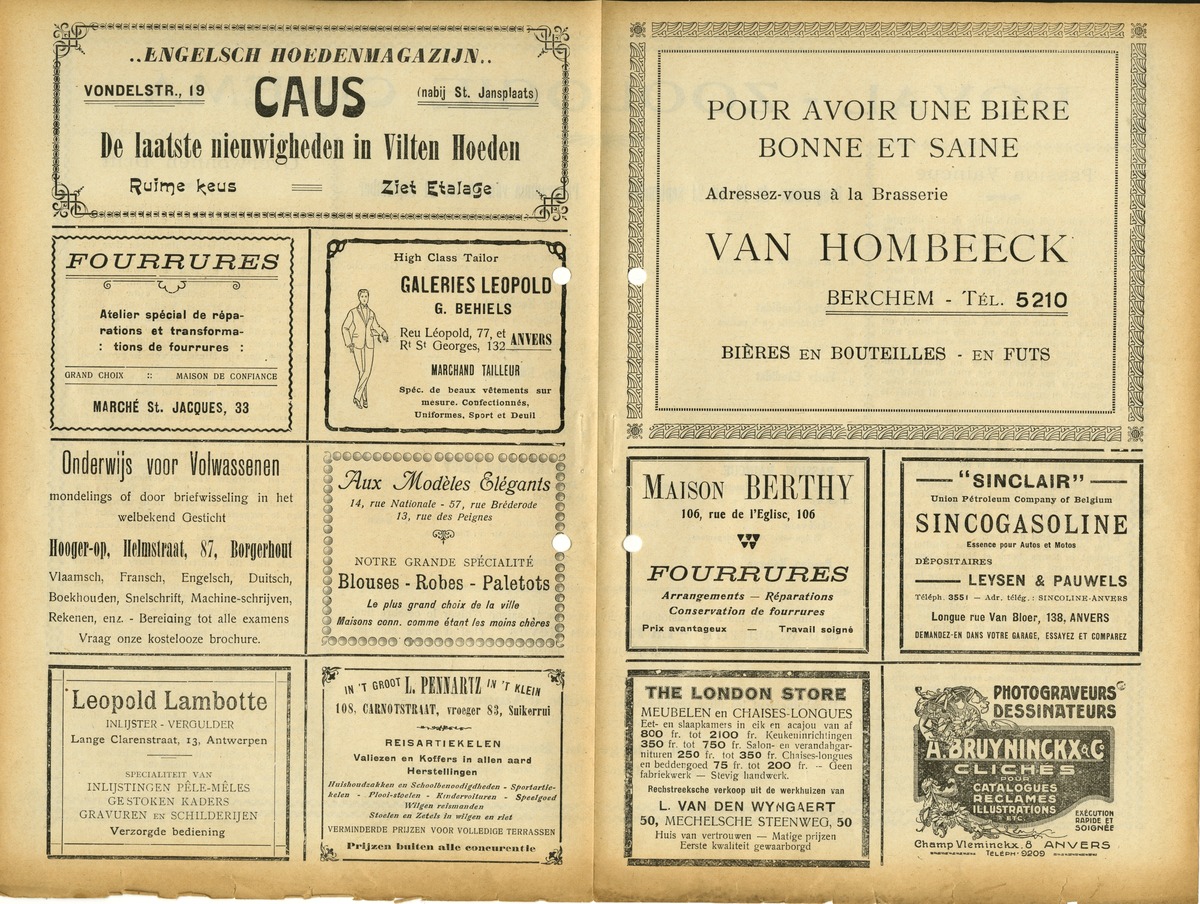 ..ENGELSCH HOEDENMAGAZIJN..
VONDELSTR., 19
CAUS
(nabij St. Jansplaats)
De laatste nieuwigheden in Vilten Hoeden
Ruime keus
Ziet Etalage
FOURRURES
Atelier spécial de répa-
rations et transforma-
: tions de fourrures :
GRAND CHOIX :: MAISON DE CONFIANCE
MARCHÉ St. JACQUES, 33
High Class Tailor
GALERIES LEOPOLD
G. BEHIELS
Reu Léopold, 77, et
Rt St Georges, 132
ANVERS
MARCHAND TAILLEUR
Spéc. de beaux vêtements sur
mesure. Confectionnés,
Uniformes, Sport et Deuil
Onderwijs voor Volwassenen
mondelings of door briefwisseling in het
welbekend Gesticht
Hooger-op, Helmstraat, 87, Borgerhout
Vlaamsch, Fransch, Engelsch, Duitsch,
Boekhouden, Snelschrift, Machine-schrijven,
Rekenen, enz. - Bereiding tot alle examens
Vraag onze kostelooze brochure.
Aux Modèles Elégants
14, rue Nationale - 57, rue Bréderode
13, rue des Peignes
NOTRE GRANDE SPÉCIALITÉ
Blouses - Robes - Paletots
Le plus grand choix de la ville
Maisons conn. comme étant les moins chères
Leopold Lambotte
INLIJSTER - VERGULDER
Lange Clarenstraat, 13, Antwerpen
SPECIALITEIT VAN
INLIJSTINGEN PÊLE-MÊLES
GESTOKEN KADERS
GRAVUREN EN SCHILDERIJEN
Verzorgde bediening
IN 'T GROOT L. PENNARTZ IN 'T KLEIN
108, CARNOTSTRAAT, vroeger 83, Suikerrui
REISARTIEKELEN
Valiezen en Koffers in allen aard
Herstellingen
Huishoudzakken en Schoolbenoodigdheden - Sportartie-
kelen - Plooi-stoelen - Kindervoituren - Speelgoed
Wilgen reismanden
Stoelen en Zetels in wilgen en riet
VERMINDERDE PRIJZEN VOOR VOLLEDIGE TERRASSEN
Prijzen buiten alle concurentie
POUR AVOIR UNE BIÈRE
BONNE ET SAINE
Adressez-vous à la Brasserie
VAN HOMBEECK
BERCHEM - TÉL. 5210
BIÈRES EN BOUTEILLES - EN FUTS
MAISON BERTHY
106, rue de l'Eglise, 106
FOURRURES
Arrangements — Réparations
Conservation de fourrures
Prix avantageux — Travail soigné
"SINCLAIR"
Union Pétroleum Company of Belgium
SINCOGASOLINE
Essence pour Autos et Motos
DÉPOSITAIRES
LEYSEN & PAUWELS
Téléph. 3551 — Adr. télég. : SINCOLINE-ANVERS
Longue rue Van Bloer, 138, ANVERS
DEMANDEZ-EN DANS VOTRE GARAGE, ESSAYEZ ET COMPAREZ
THE LONDON STORE
MEUBELEN en CHAISES-LONGUES
Eet- en slaapkamers in eik en acajou van af
800 fr. tot 2100 fr. Keukeninrichtingen
350 fr. tot 750 fr. Salon- en verandahgar-
nituren 250 fr. tot 350 fr. Chaises-longues
en beddengoed 75 fr. tot 200 fr. — Geen
fabriekwerk — Stevig handwerk.
Rechtstreeksche verkoop uit de werkhuizen van
L. VAN DEN WYNGAERT
50, MECHELSCHE STEENWEG, 50
Huis van vertrouwen — Matige prijzen
Eerste kwaliteit gewaarborgd
PHOTOGRAVEURS
DESSINATEURS
A. BRUYNINCKX & Co
CLICHÉS
POUR
CATALOGUES
RECLAMES
ILLUSTRATIONS
ETC.
EXÉCUTION
RAPIDE ET
SOIGNÉE
Champ Vleminckx, 8 ANVERS
TELÉPH. 9209